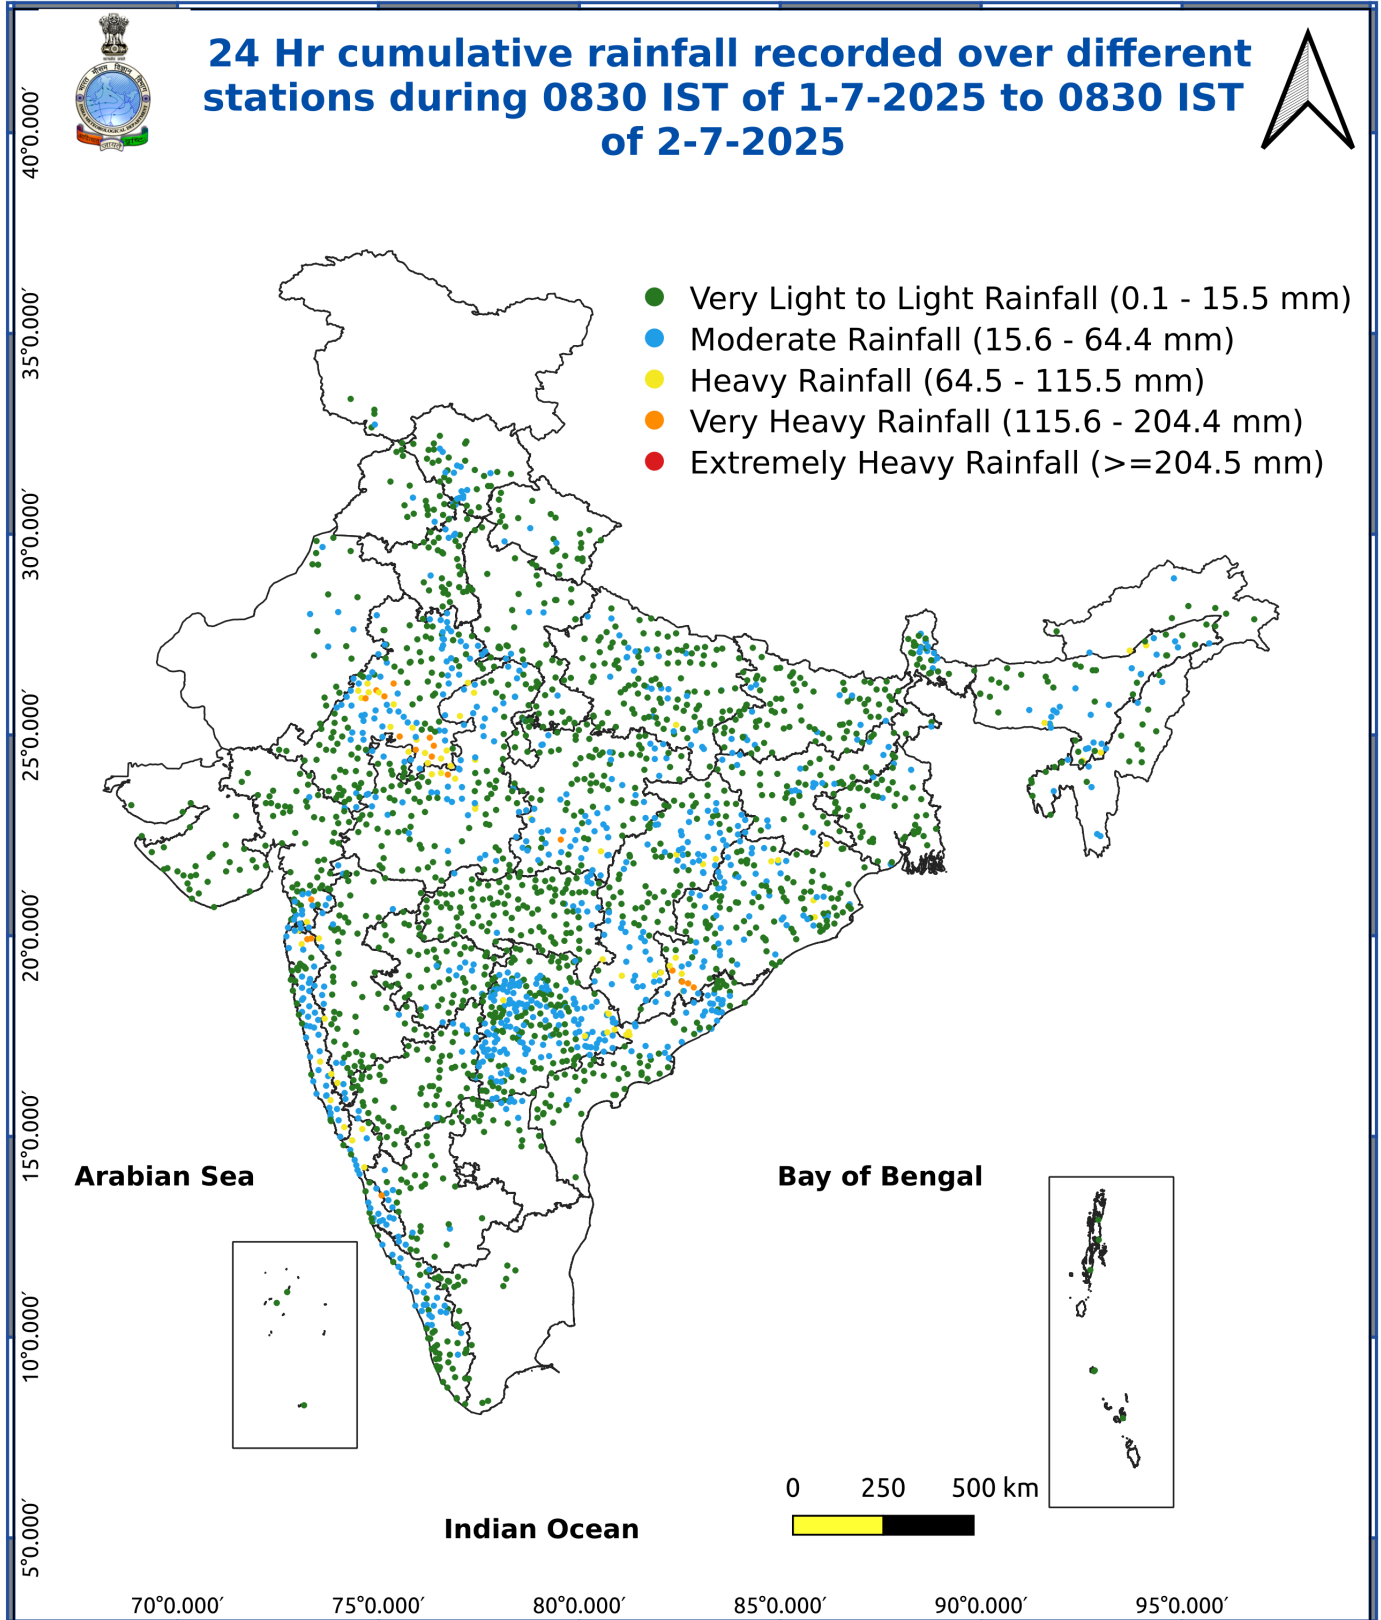 24 Hr cumulative rainfall recorded over different
stations during 0830 IST of 1-7-2025 to 0830 IST
of 2-7-2025
Very Light to Light Rainfall (0.1 - 15.5 mm)
Moderate Rainfall (15.6 - 64.4 mm)
Heavy Rainfall (64.5 - 115.5 mm)
Very Heavy Rainfall (115.6 - 204.4 mm)
Extremely Heavy Rainfall (>=204.5 mm)
40°0.000′
35°0.000′
30°0.000′
25°0.000′
20°0.000′
15°0.000′
10°0.000′
5°0.000′
Arabian Sea
Bay of Bengal
Indian Ocean
0 250 500 km
70°0.000′ 75°0.000′ 80°0.000′ 85°0.000′ 90°0.000′ 95°0.000′